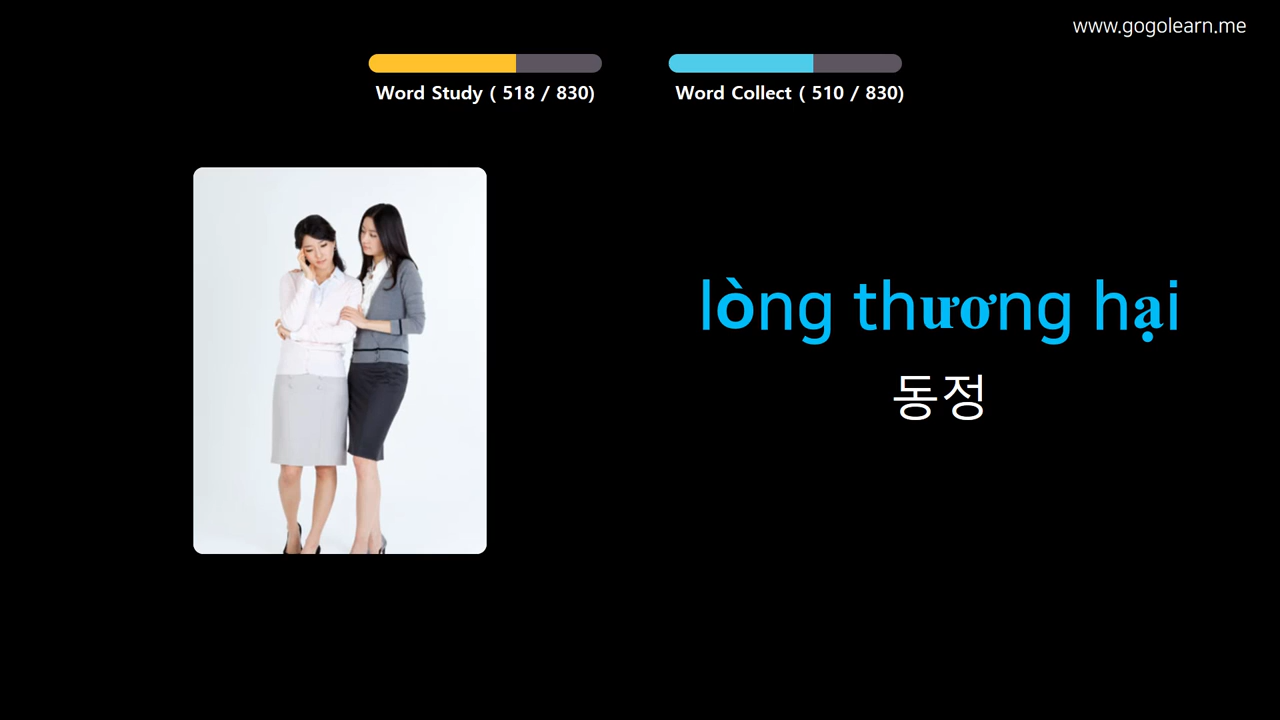 www.gogolearn.me
Word Study ( 518 / 830)
Word Collect ( 510 / 830)
lòng thương hại
동정